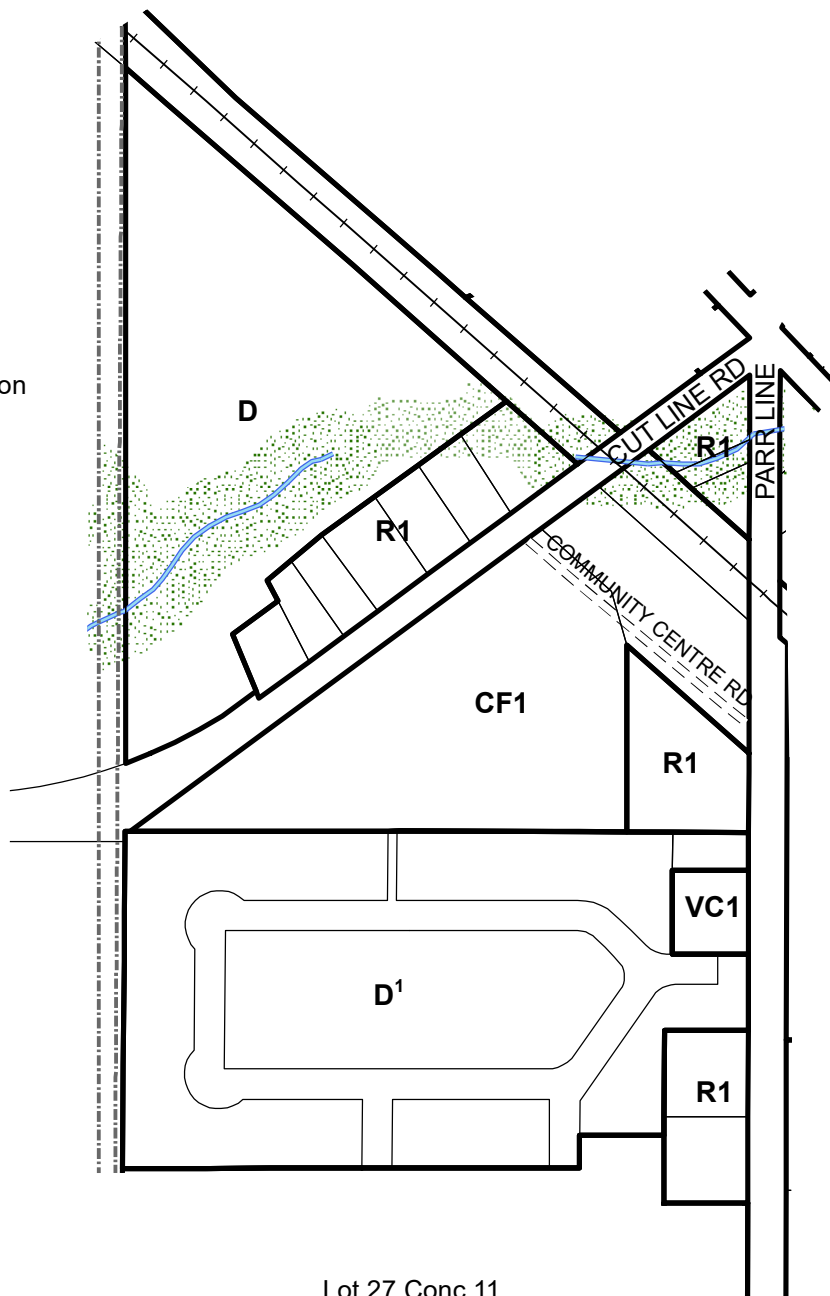 CUT LINE RD
PARR LINE
on
D
R1
R1
COMMUNITY CENTRE RD
CF1
R1
VC1
D¹
R1
Lot 27 Conc 11